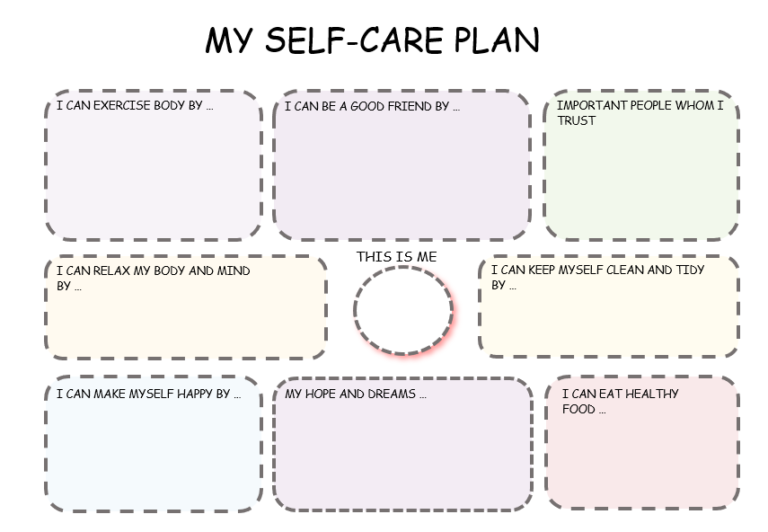 MY SELF-CARE PLAN
I CAN EXERCISE BODY BY ...
I CAN BE A GOOD FRIEND BY ...
IMPORTANT PEOPLE WHOM I
TRUST
THIS IS ME
I CAN RELAX MY BODY AND MIND
BY ...
I CAN KEEP MYSELF CLEAN AND TIDY
BY ...
I CAN MAKE MYSELF HAPPY BY ...
MY HOPE AND DREAMS ...
I CAN EAT HEALTHY
FOOD ...